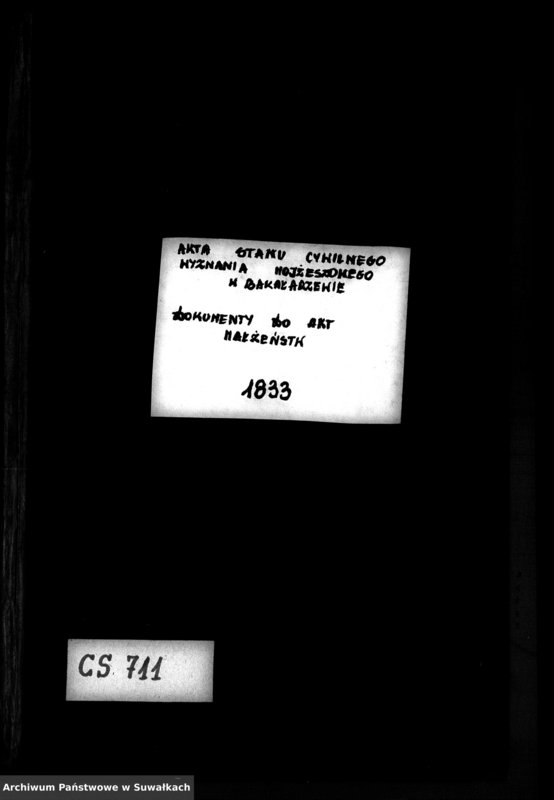 AKTA STANU CYWILNEGO
WYZNANIA MOJŻESZOWEGO
W BAKAŁARZEWIE
DOKUMENTY DO AKT
MAŁŻEŃSTW
1833
CS 711
Archiwum Państwowe w Suwałkach